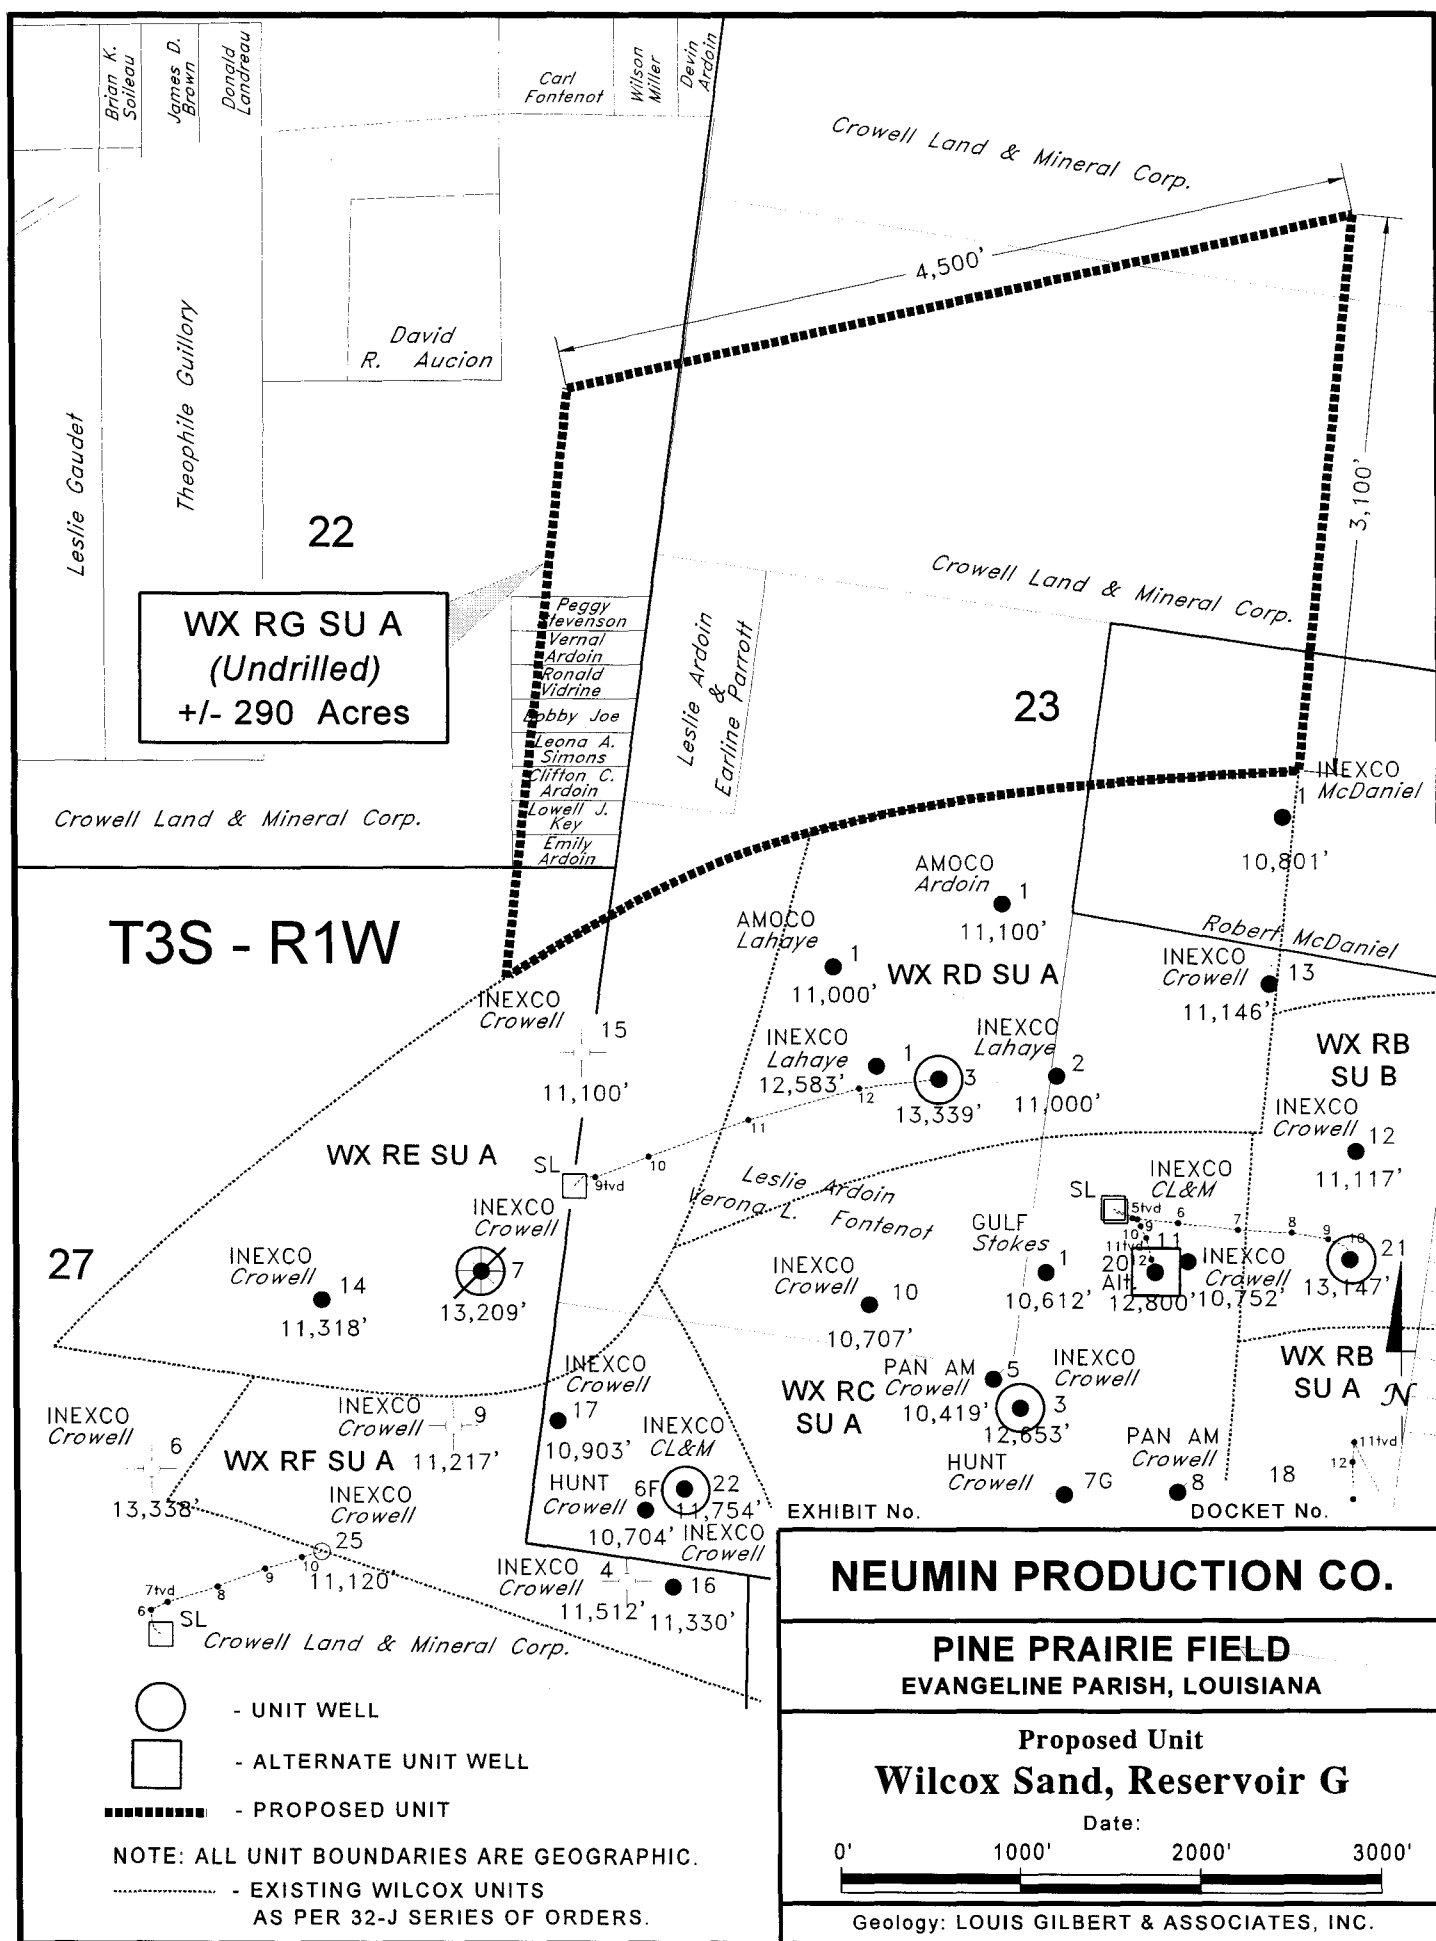 Brian K.
Soileau
James D.
Brown
Donald
Landreau
Carl
Fontenot
Wilson
Miller
Devin
Ardoin
Crowell Land & Mineral Corp.
4,500'
3,100'
David
R. Aucion
Leslie Gaudet
Theophile Guillory
22
WX RG SU A
(Undrilled)
+/- 290 Acres
Peggy
Stevenson
Vernal
Ardoin
Ronald
Vidrine
Bobby Joe
Leona A.
Simons
Clifton C.
Ardoin
Lowell J.
Key
Emily
Ardoin
Leslie Ardoin
&
Earline Parrott
Crowell Land & Mineral Corp.
23
Crowell Land & Mineral Corp.
INEXCO
McDaniel
1
10,801'
T3S - R1W
AMOCO
Ardoin 1
11,100'
AMOCO
Lahaye
1
11,000'
WX RD SU A
Robert McDaniel
INEXCO
Crowell 13
11,146'
INEXCO
Crowell
15
11,100'
INEXCO
Lahaye 1
12,583'
INEXCO
Lahaye
2
11,000'
3
13,339'
12
11
10
9tvd
SL
WX RB
SU B
INEXCO
Crowell 12
11,117'
WX RE SU A
INEXCO
Crowell
7
13,209'
Leslie Ardoin
Verona L. Fontenot
INEXCO
CL&M
SL
5tvd
6
7
8
9
10
21
13,147'
9
10
11tvd
12
11
20
Alt.
12,800'
INEXCO
Crowell
10,752'
GULF
Stokes
1
10,612'
27
INEXCO
Crowell
14
11,318'
INEXCO
Crowell
10
10,707'
INEXCO
Crowell
17
10,903'
PAN AM
Crowell
5
10,419'
INEXCO
Crowell
3
12,653'
WX RC
SU A
WX RB
SU A
N
INEXCO
Crowell
6
13,338'
INEXCO
Crowell
9
11,217'
WX RF SU A
INEXCO
CL&M
22
11,754'
HUNT
Crowell
6F
10,704'
HUNT
Crowell
7G
PAN AM
Crowell
8
18
11tvd
12
INEXCO
Crowell
25
11,120'
10
9
8
7tvd
6
SL
INEXCO
Crowell
4
11,512'
INEXCO
Crowell
16
11,330'
Crowell Land & Mineral Corp.
EXHIBIT No. DOCKET No.
NEUMIN PRODUCTION CO.
PINE PRAIRIE FIELD
EVANGELINE PARISH, LOUISIANA
Proposed Unit
Wilcox Sand, Reservoir G
Date:
0' 1000' 2000' 3000'
Geology: LOUIS GILBERT & ASSOCIATES, INC.
- UNIT WELL
- ALTERNATE UNIT WELL
- PROPOSED UNIT
NOTE: ALL UNIT BOUNDARIES ARE GEOGRAPHIC.
- EXISTING WILCOX UNITS
AS PER 32-J SERIES OF ORDERS.